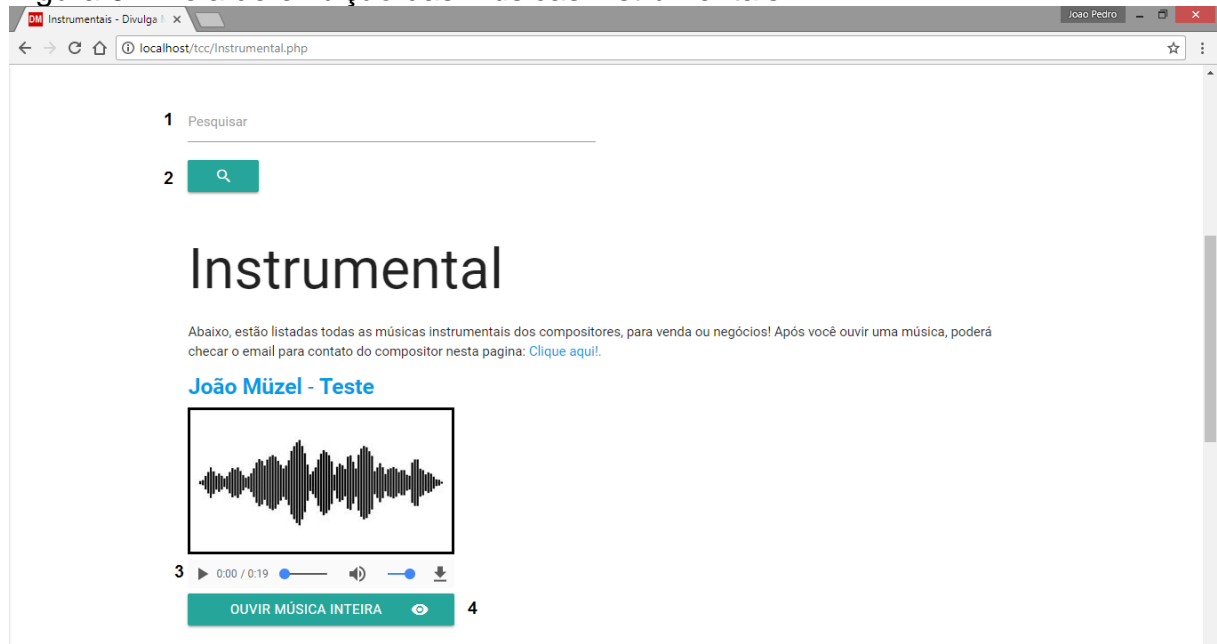 Instrumentais - Divulga
Joao Pedro
localhost/tcc/Instrumental.php
1 Pesquisar
2
Instrumental
Abaixo, estão listadas todas as músicas instrumentais dos compositores, para venda ou negócios! Após você ouvir uma música, poderá
checar o email para contato do compositor nesta pagina: Clique aqui!.
João Müzel - Teste
3 0:00 / 0:19
OUVIR MÚSICA INTEIRA 4